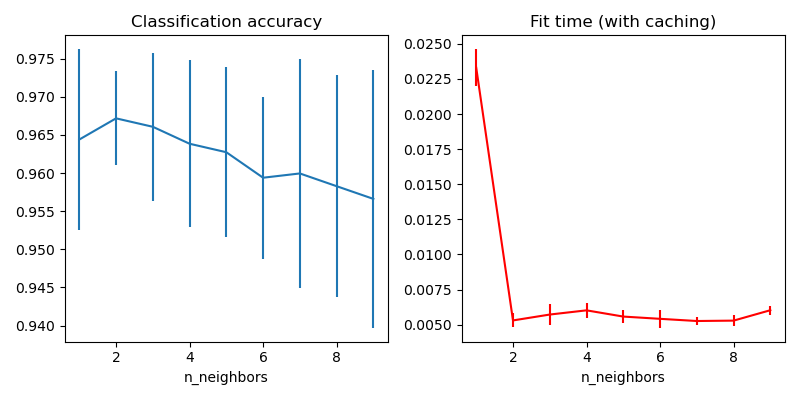 Classification accuracy
0.975
0.970
0.965
0.960
0.955
0.950
0.945
0.940
2 4 6 8
n_neighbors
Fit time (with caching)
0.0250
0.0225
0.0200
0.0175
0.0150
0.0125
0.0100
0.0075
0.0050
2 4 6 8
n_neighbors